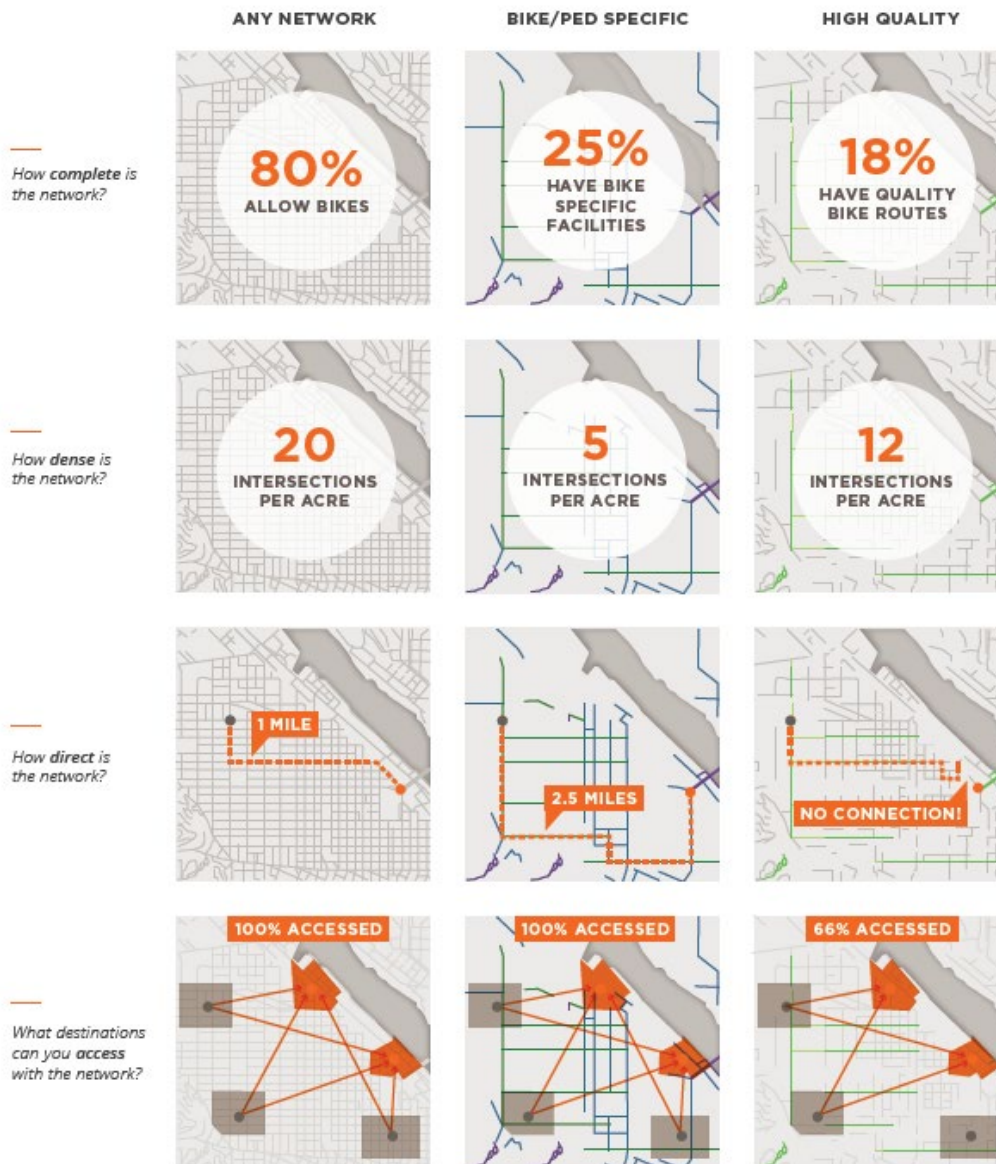 ANY NETWORK
BIKE/PED SPECIFIC
HIGH QUALITY
How complete is
the network?
80%
ALLOW BIKES
25%
HAVE BIKE
SPECIFIC
FACILITIES
18%
HAVE QUALITY
BIKE ROUTES
How dense is
the network?
20
INTERSECTIONS
PER ACRE
5
INTERSECTIONS
PER ACRE
12
INTERSECTIONS
PER ACRE
How direct is
the network?
1 MILE
2.5 MILES
NO CONNECTION!
What destinations
can you access
with the network?
100% ACCESSED
100% ACCESSED
66% ACCESSED